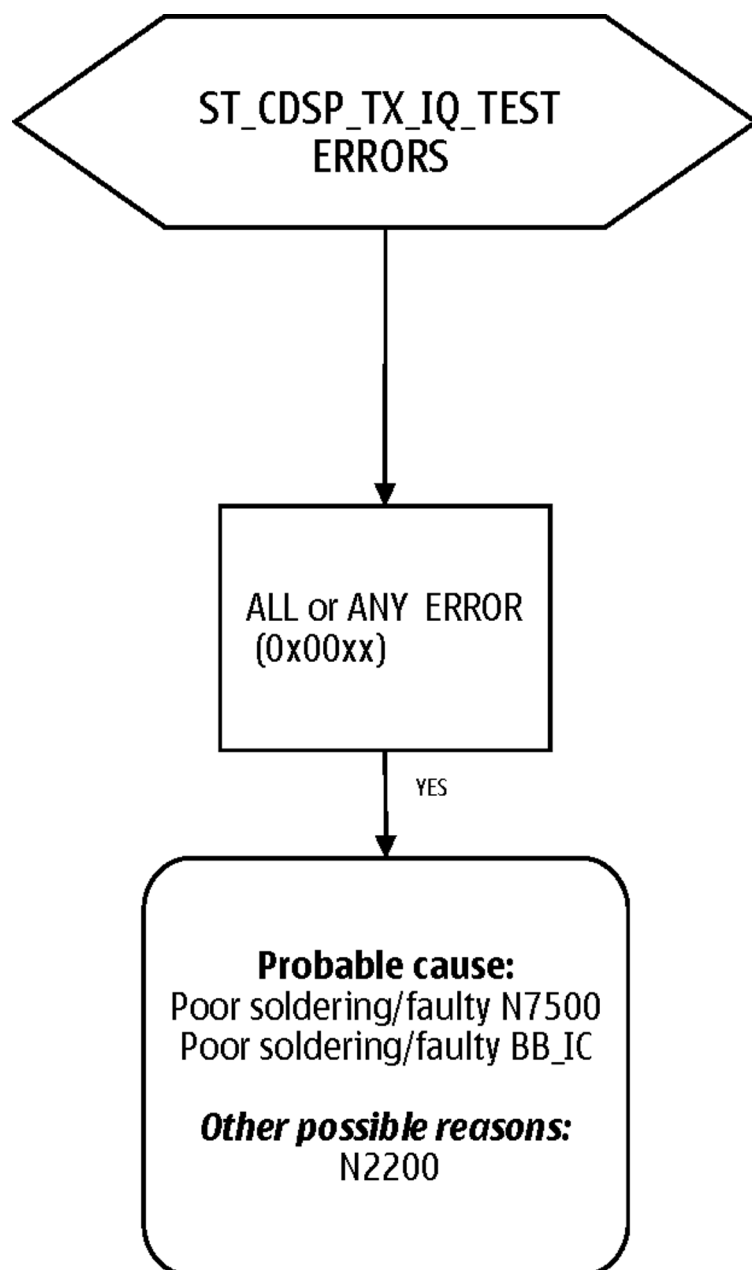 ST_CDSP_TX_IQ_TEST
ERRORS
ALL or ANY ERROR
(0x00xx)
YES
Probable cause:
Poor soldering/faulty N7500
Poor soldering/faulty BB_IC
Other possible reasons:
N2200